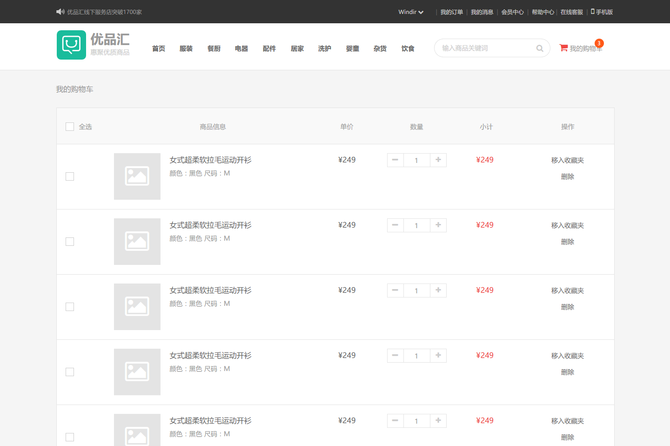 优品汇线下服务店突破1700家
Windir 我的订单 我的消息 会员中心 帮助中心 在线客服 手机版
优品汇
首页 服装 餐厨 电器 配件 居家 洗护 婴童 杂货 饮食
输入商品关键词
我的购物车
1
我的购物车
全选 商品信息 单价 数量 小计 操作
女式超柔软拉毛运动开衫 ¥249 1 ¥249 移入收藏夹
颜色：黑色 尺码：M 删除
女式超柔软拉毛运动开衫 ¥249 1 ¥249 移入收藏夹
颜色：黑色 尺码：M 删除
女式超柔软拉毛运动开衫 ¥249 1 ¥249 移入收藏夹
颜色：黑色 尺码：M 删除
女式超柔软拉毛运动开衫 ¥249 1 ¥249 移入收藏夹
颜色：黑色 尺码：M 删除
女式超柔软拉毛运动开衫 ¥249 1 ¥249 移入收藏夹
颜色：黑色 尺码：M 删除